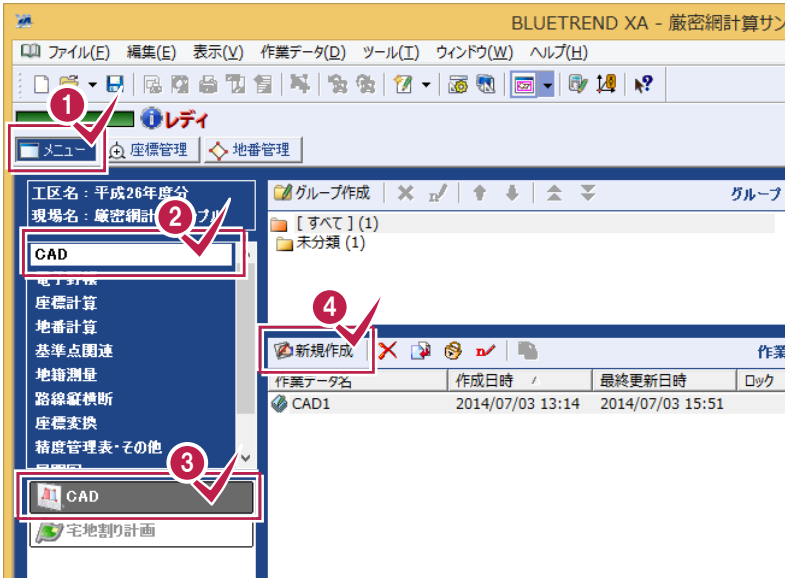 BLUETREND XA - 厳密網計算サン
ファイル(F) 編集(E) 表示(V) 作業データ(D) ツール(T) ウィンドウ(W) ヘルプ(H)
1
レディ
メニュー 座標管理 地番管理
工区名：平成26年度分
現場名：厳密網計 プル
2
グループ作成 グループ
[ すべて ] (1)
未分類 (1)
CAD
座標計算
地番計算
基準点関連
地籍測量
路線縦横断
座標変換
精度管理表・その他
3
CAD
宅地割り計画
4
新規作成 作業
作業データ名 作成日時 最終更新日時 ロック
CAD1 2014/07/03 13:14 2014/07/03 15:51